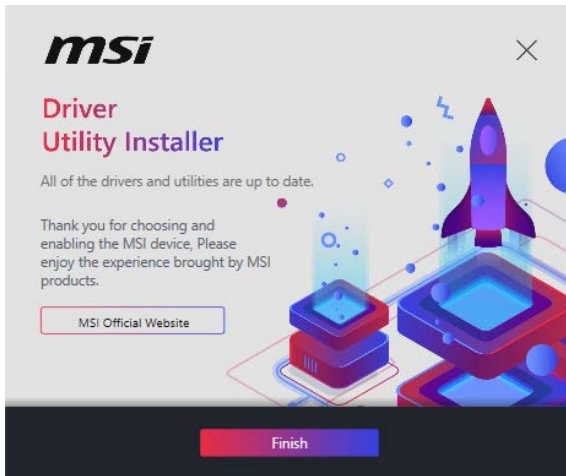 msi
Driver
Utility Installer
All of the drivers and utilities are up to date.
Thank you for choosing and
enabling the MSI device, Please
enjoy the experience brought by MSI
products.
MSI Official Website
Finish